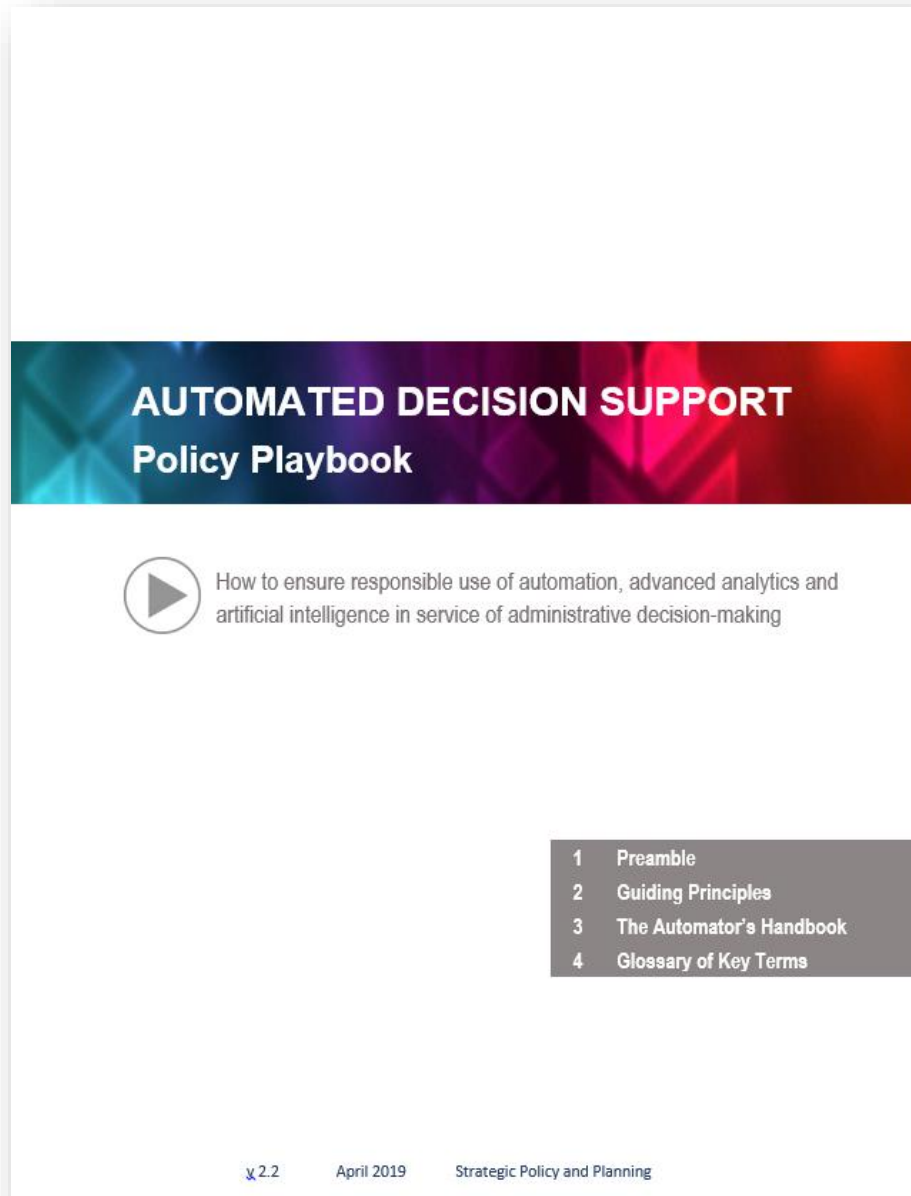 AUTOMATED DECISION SUPPORT
Policy Playbook
How to ensure responsible use of automation, advanced analytics and
artificial intelligence in service of administrative decision-making
1 Preamble
2 Guiding Principles
3 The Automator's Handbook
4 Glossary of Key Terms
v 2.2 April 2019 Strategic Policy and Planning